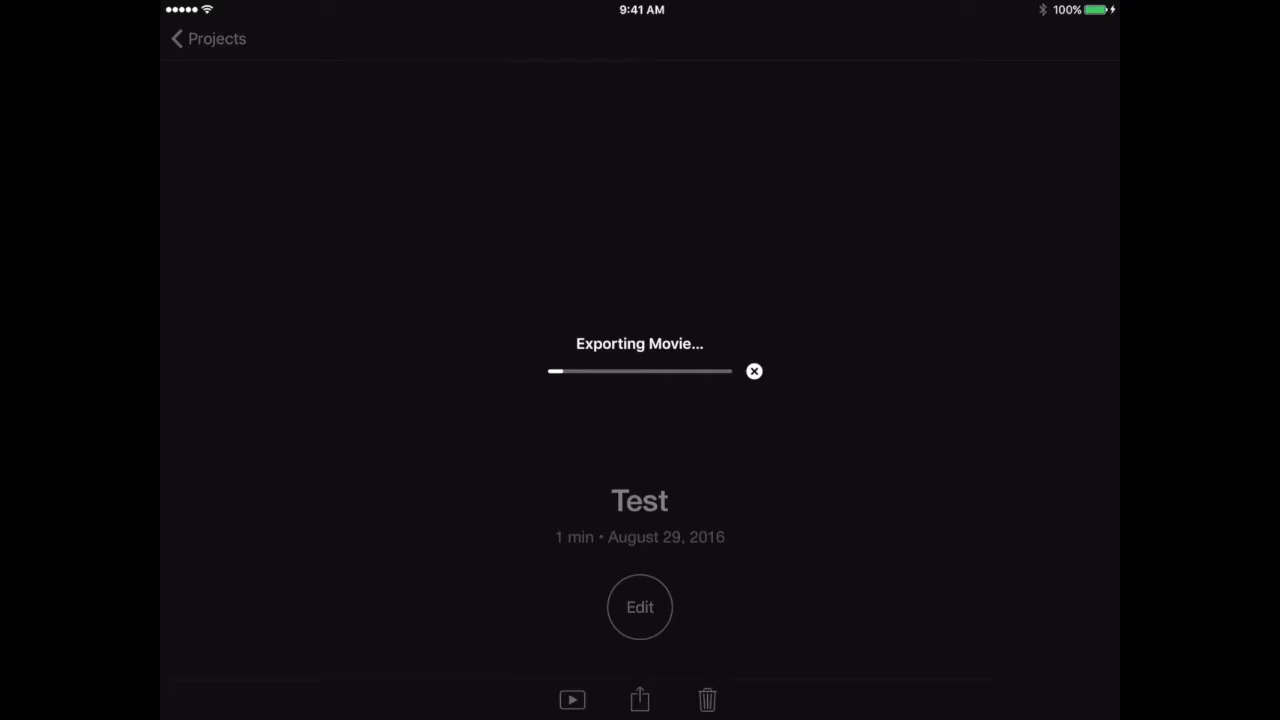 9:41 AM
100%
Projects
Exporting Movie...
Test
1 min • August 29, 2016
Edit